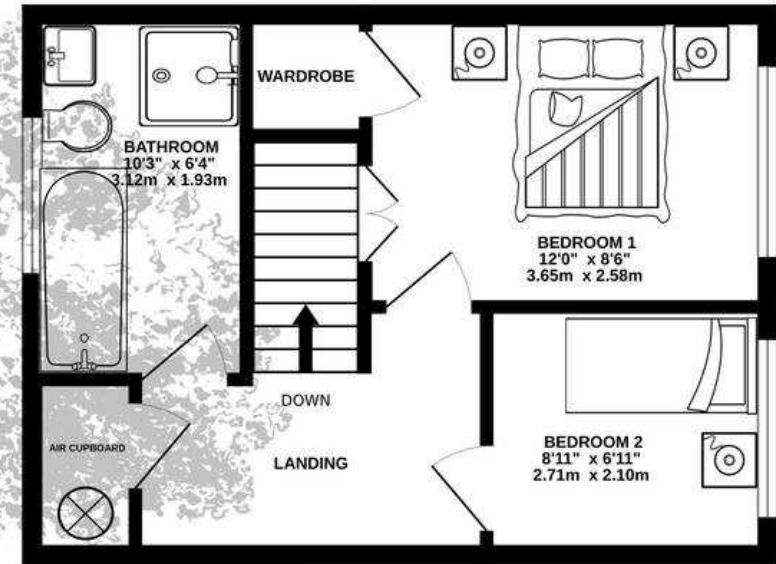 WARDROBE
BATHROOM
10'3" x 6'4"
3.12m x 1.93m
BEDROOM 1
12'0" x 8'6"
3.65m x 2.58m
DOWN
AIR CUPBOARD
LANDING
BEDROOM 2
8'11" x 6'11"
2.71m x 2.10m